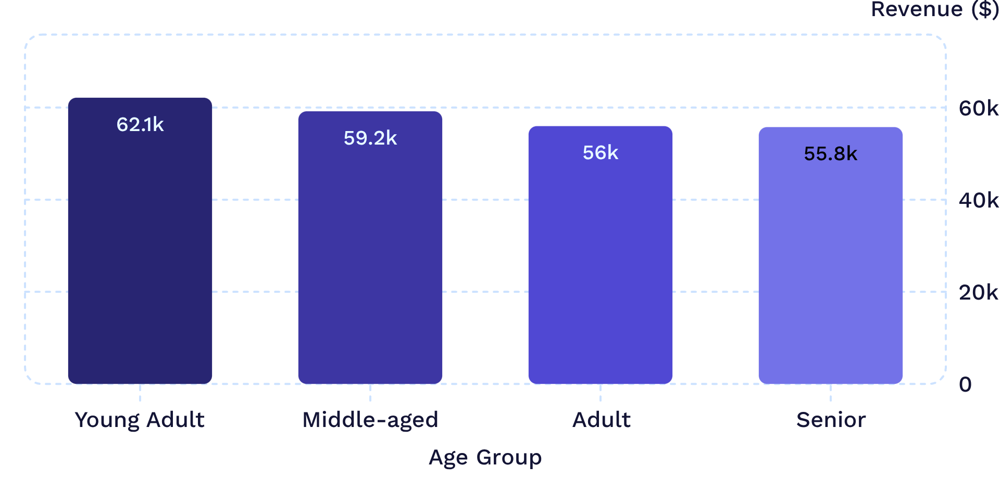 Revenue ($)
60k
40k
20k
0
62.1k
59.2k
56k
55.8k
Young Adult
Middle-aged
Adult
Senior
Age Group